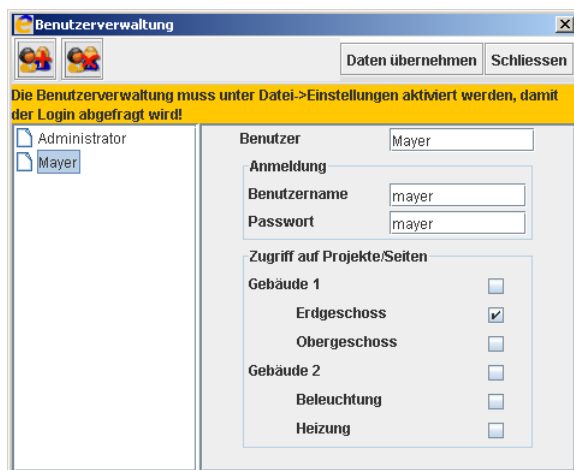 Benutzerverwaltung
Daten übernehmen Schliessen
Die Benutzerverwaltung muss unter Datei->Einstellungen aktiviert werden, damit
der Login abgefragt wird!
Administrator
Mayer
Benutzer Mayer
Anmeldung
Benutzername mayer
Passwort mayer
Zugriff auf Projekte/Seiten
Gebäude 1
Erdgeschoss
Obergeschoss
Gebäude 2
Beleuchtung
Heizung